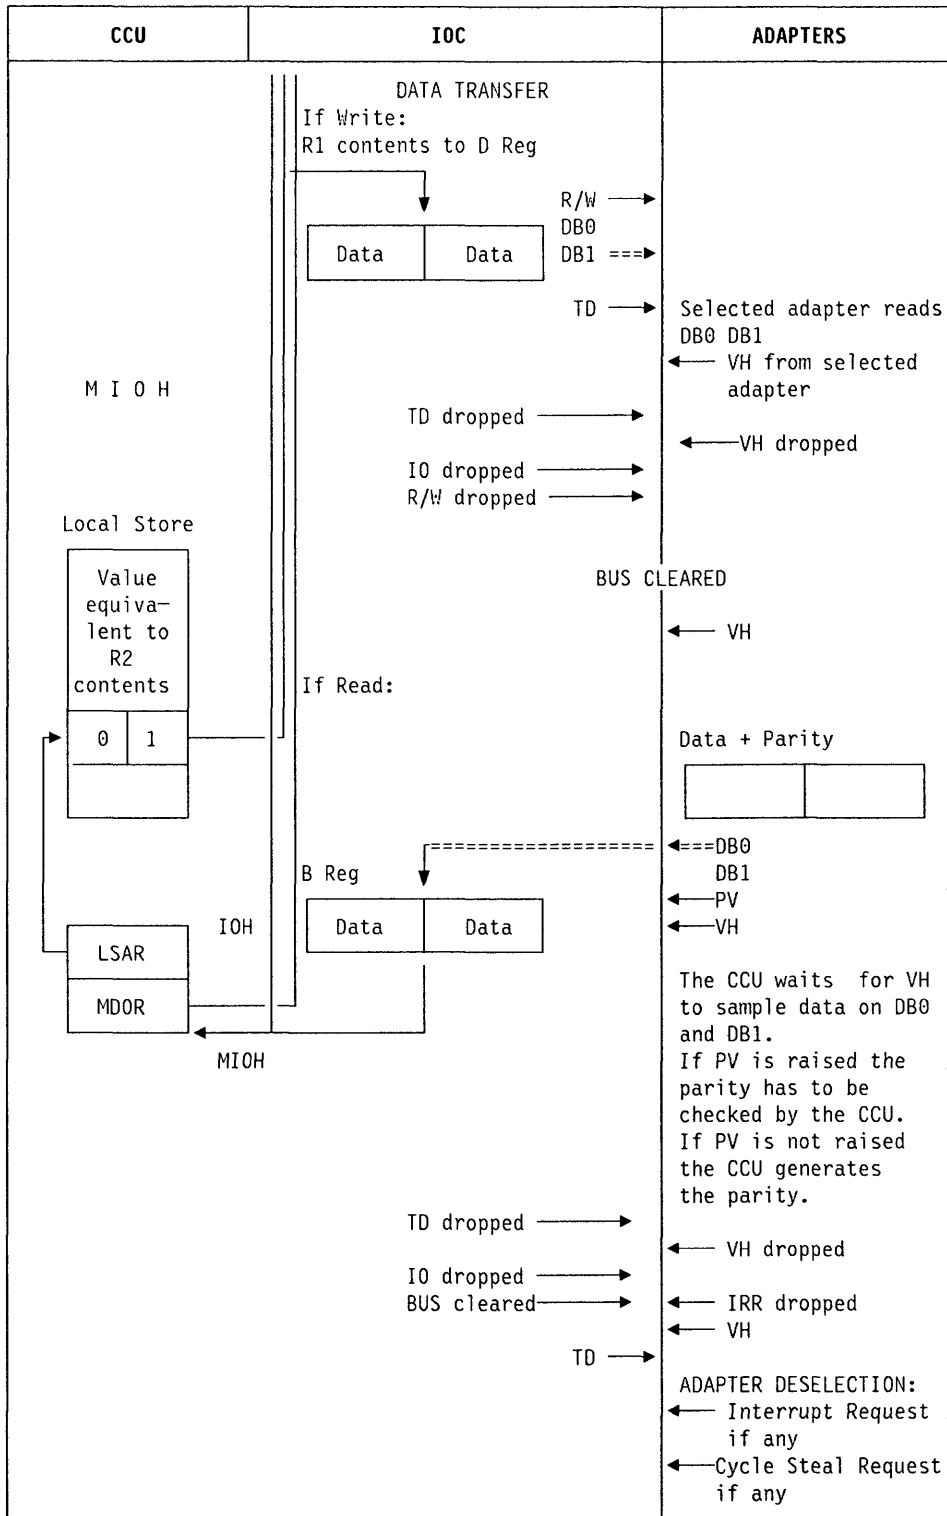 CCU IOC ADAPTERS
DATA TRANSFER
If Write:
R1 contents to D Reg
R/W
DB0
Data Data DB1 ===
TD Selected adapter reads
DB0 DB1
VH from selected
M I O H adapter
TD dropped
VH dropped
IO dropped
R/W dropped
Local Store
Value BUS CLEARED
equiva-
lent to VH
R2
contents If Read:
0 1 Data + Parity
===DB0
B Reg DB1
PV
IOH Data Data VH
LSAR
The CCU waits for VH
MDOR to sample data on DB0
and DB1.
MIOH If PV is raised the
parity has to be
checked by the CCU.
If PV is not raised
the CCU generates
the parity.
TD dropped
VH dropped
IO dropped
BUS cleared IRR dropped
VH
TD
ADAPTER DESELECTION:
Interrupt Request
if any
Cycle Steal Request
if any